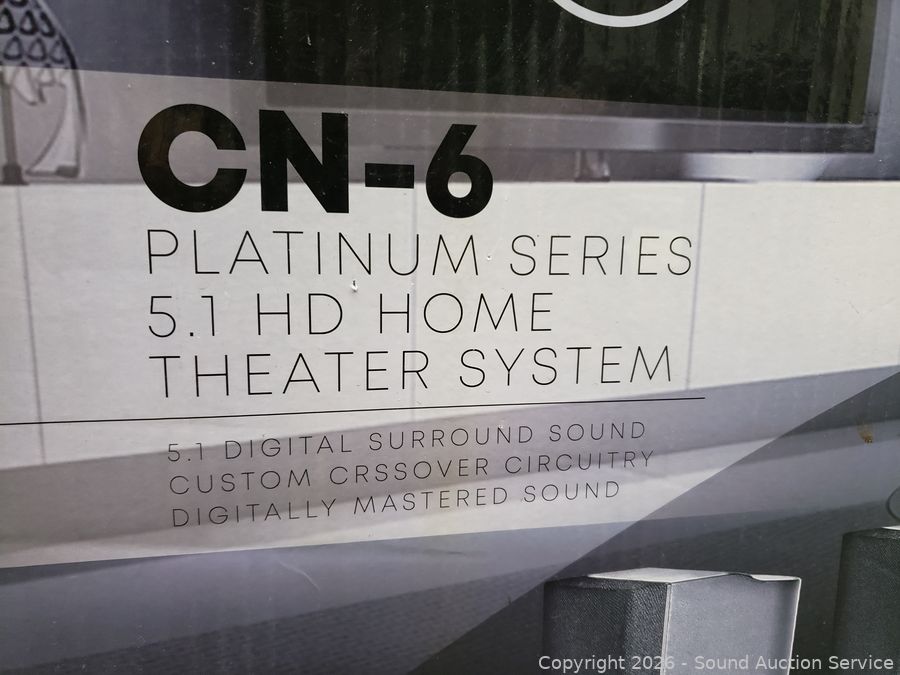 CN-6
PLATINUM SERIES
5.1 HD HOME
THEATER SYSTEM
5.1 DIGITAL SURROUND SOUND
CUSTOM CRSSOVER CIRCUITRY
DIGITALLY MASTERED SOUND
Copyright 2026 - Sound Auction Service